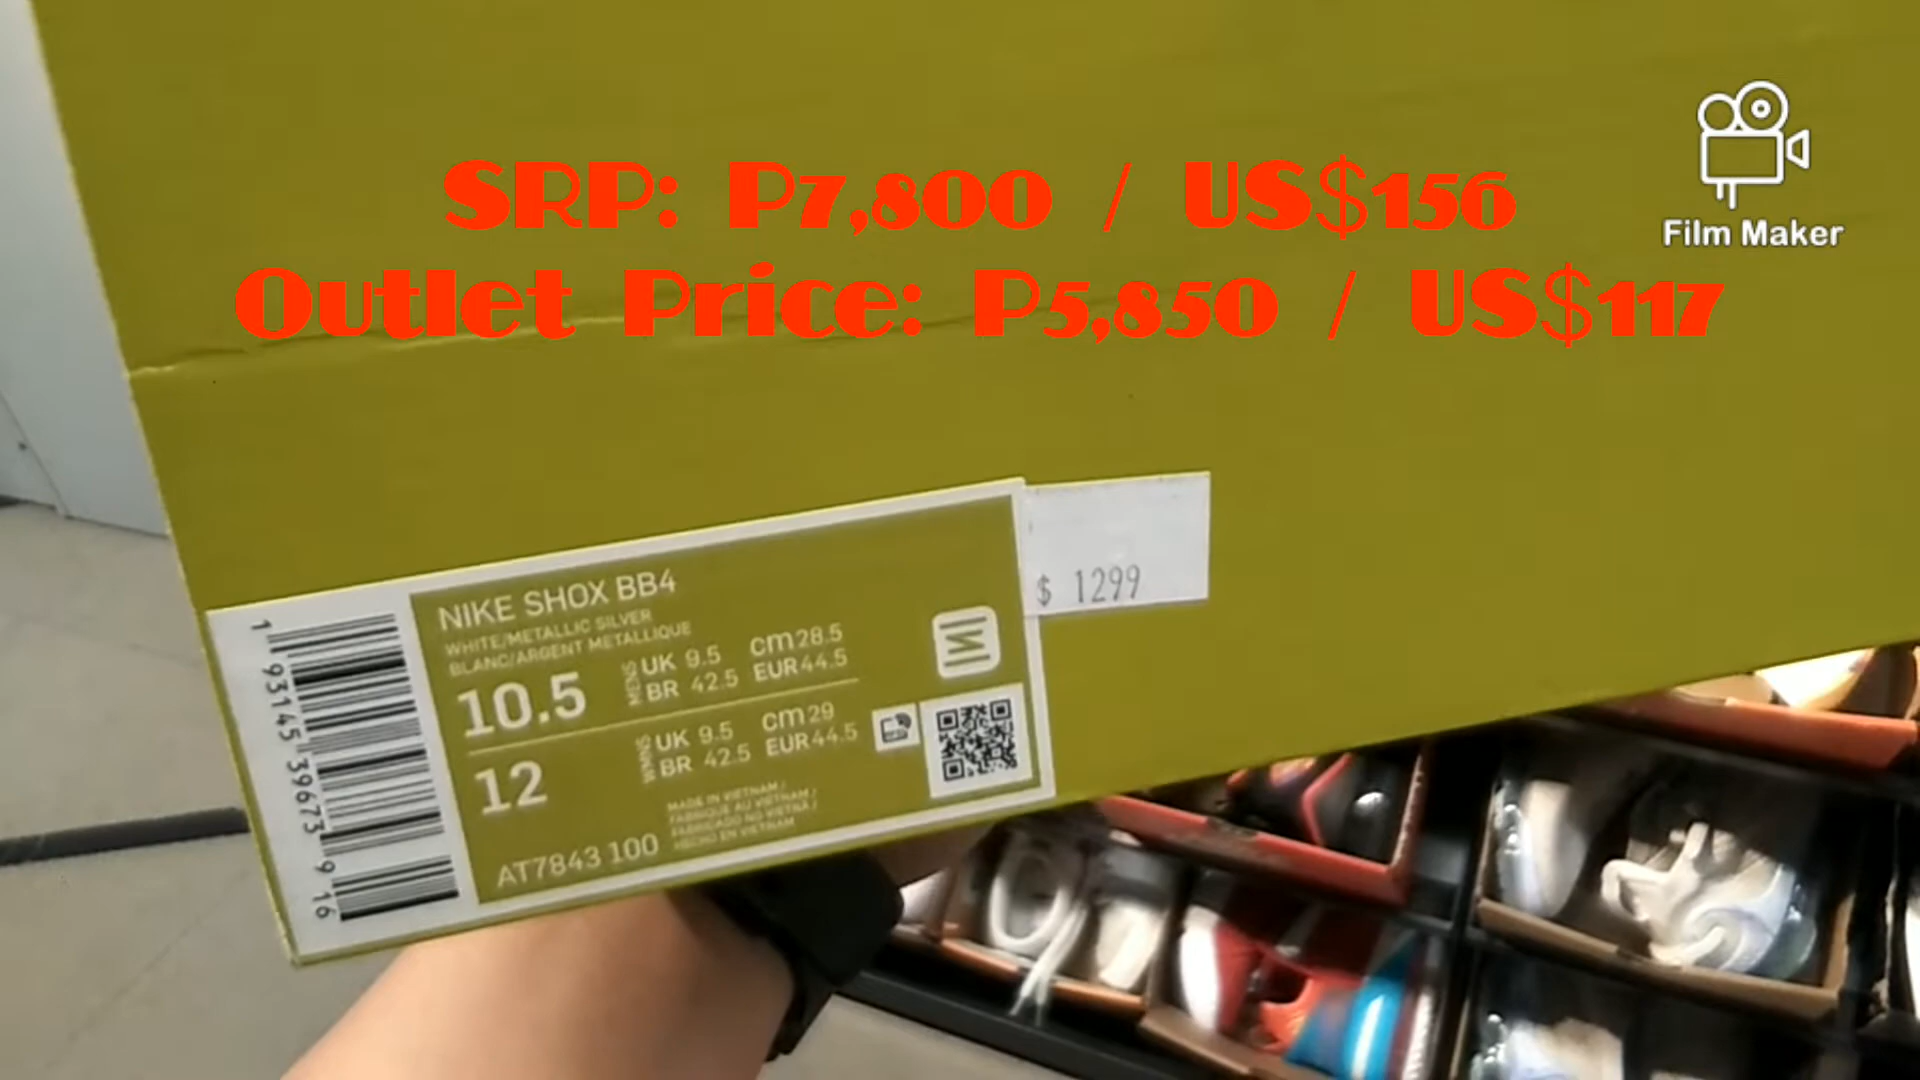 SRP: P7,800 / US$156
Outlet Price: P5,850 / US$117
Film Maker
$ 1299
NIKE SHOX BB4
WHITE/METALLIC SILVER
BLANC/ARGENT METALLIQUE
10.5 MENS UK 9.5 cm 28.5
BR 42.5 EUR 44.5
12 WMNS UK 9.5 cm 29
BR 42.5 EUR 44.5
MADE IN VIETNAM /
FABRIQUE AU VIETNAM /
FABRICADO NO VIETNÃ /
HECHO EN VIETNAM
AT7843 100
1 93145 39673 9 16